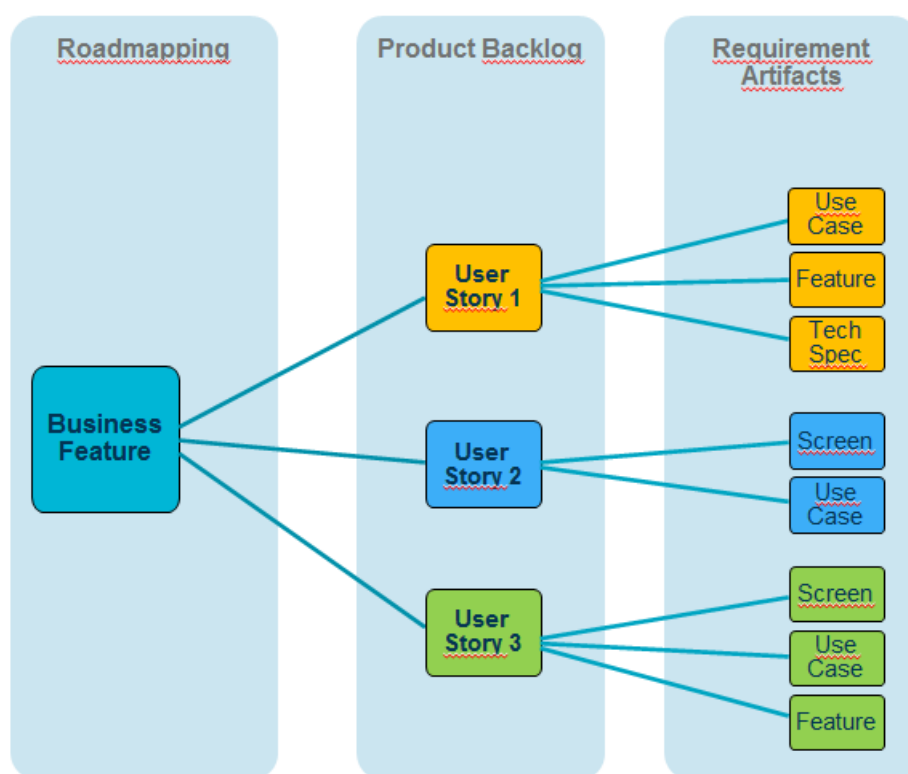 Roadmapping
Product Backlog
Requirement
Artifacts
Business
Feature
User
Story 1
User
Story 2
User
Story 3
Use
Case
Feature
Tech
Spec
Screen
Use
Case
Screen
Use
Case
Feature